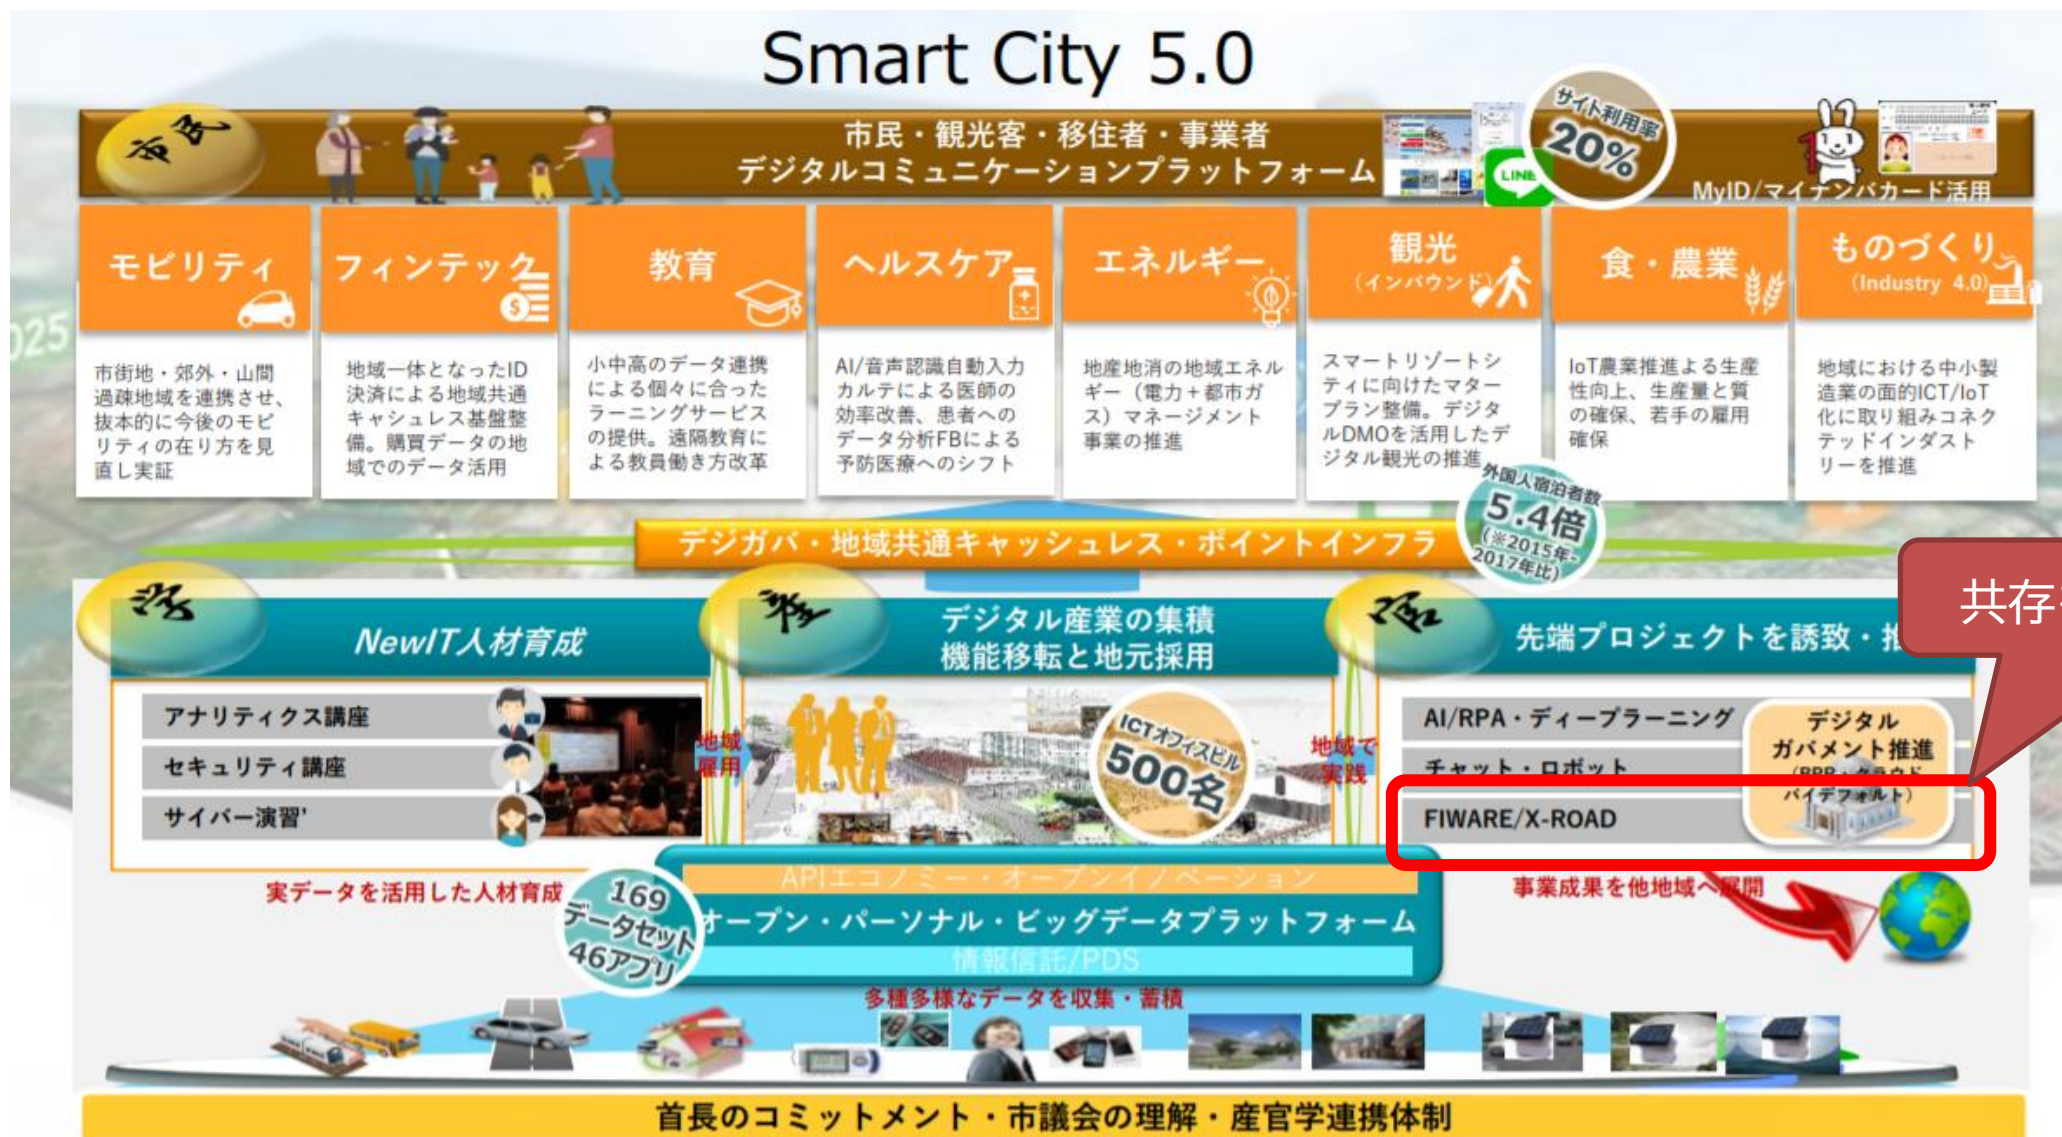 Smart City 5.0
市民
市民・観光客・移住者・事業者
デジタルコミュニケーションプラットフォーム
LINE
サイト利用率
20%
MyID/マイナンバカード活用
モビリティ
市街地・郊外・山間
過疎地域を連携させ、
抜本的に今後のモビ
リティの在り方を見
直し実証
フィンテック
地域一体となったID
決済による地域共通
キャシュレス基盤整
備。購買データの地
域でのデータ活用
教育
小中高のデータ連携
による個々に合った
ラーニングサービス
の提供。遠隔教育に
よる教員働き方改革
ヘルスケア
AI/音声認識自動入力
カルテによる医師の
効率改善、患者への
データ分析FBによる
予防医療へのシフト
エネルギー
地産地消の地域エネル
ギー（電力+都市ガ
ス）マネージメント
事業の推進
観光
（インバウンド）
スマートリゾートシ
ティに向けたマター
プラン整備。デジタ
ルDMOを活用したデ
ジタル観光の推進
食・農業
IoT農業推進よる生産
性向上、生産量と質
の確保、若手の雇用
確保
ものづくり
（Industry 4.0）
地域における中小製
造業の面的ICT/IoT
化に取り組みコネク
テッドインダスト
リーを推進
025
外国人宿泊者数
5.4倍
(※2015年-
2017年比)
デジガバ・地域共通キャッシュレス・ポイントインフラ
共存
学
NewIT人材育成
アナリティクス講座
セキュリティ講座
サイバー演習'
実データを活用した人材育成
地域
雇用
産
デジタル産業の集積
機能移転と地元採用
ICTオフィスビル
500名
地域で
実践
官
先端プロジェクトを誘致・推
AI/RPA・ディープラーニング
チャット・ロボット
FIWARE/X-ROAD
デジタル
ガバメント推進
(BPR・クラウド
バイデフォルト)
事業成果を他地域へ展開
169
データセット
46アプリ
APIエコノミー・オープンイノベーション
オープン・パーソナル・ビッグデータプラットフォーム
情報信託/PDS
多種多様なデータを収集・蓄積
首長のコミットメント・市議会の理解・産官学連携体制